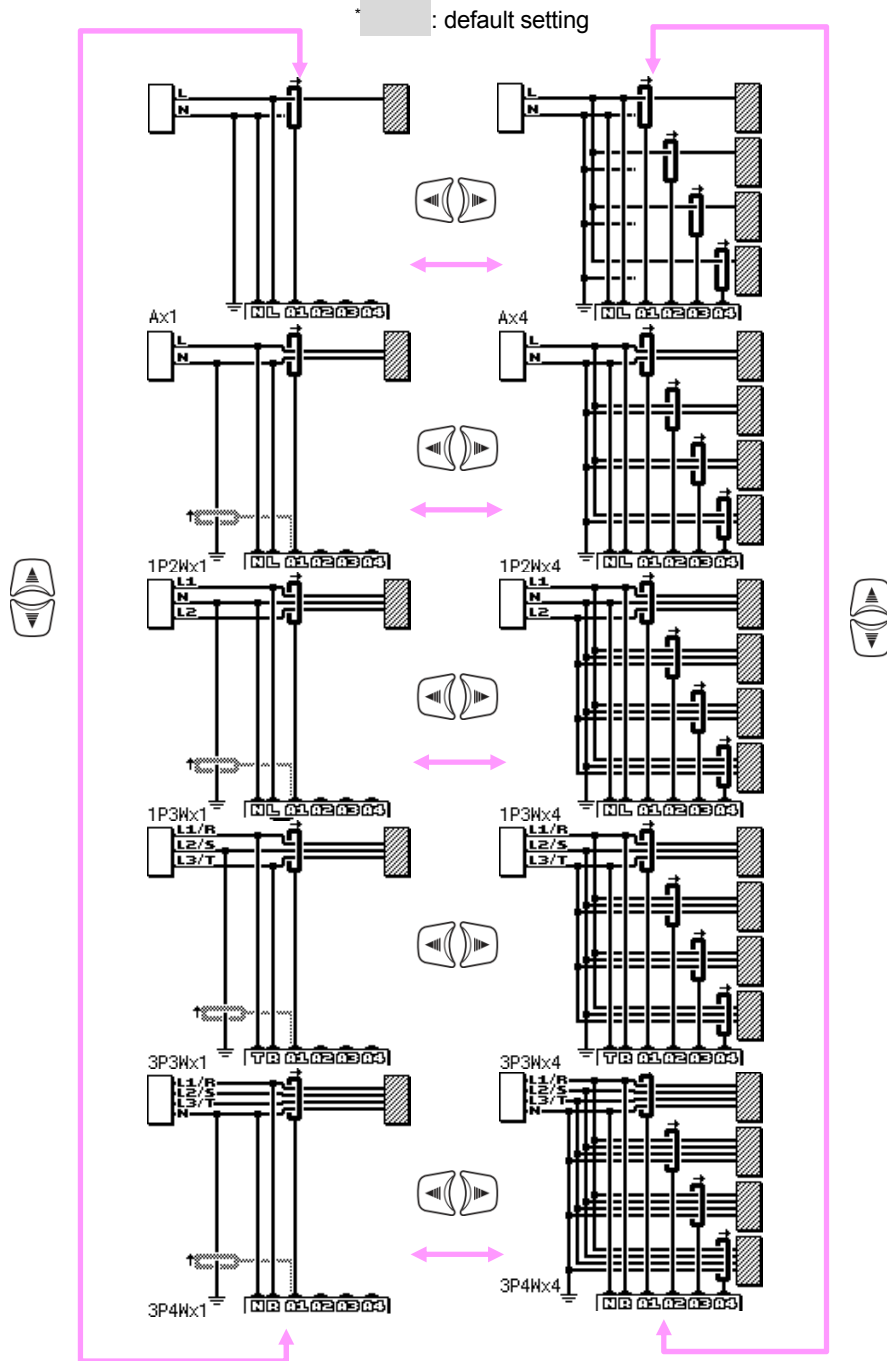 *      : default setting
L
N
N L A1 A2 A3 A4
Ax1
L
N
N L A1 A2 A3 A4
Ax4
L
N
N L A1 A2 A3 A4
1P2Wx1
L
N
N L A1 A2 A3 A4
1P2Wx4
L1
N
L2
N L A1 A2 A3 A4
1P3Wx1
L1
N
L2
N L A1 A2 A3 A4
1P3Wx4
L1/R
L2/S
L3/T
T R A1 A2 A3 A4
3P3Wx1
L1/R
L2/S
L3/T
T R A1 A2 A3 A4
3P3Wx4
L1/R
L2/S
L3/T
N
N R A1 A2 A3 A4
3P4Wx1
L1/R
L2/S
L3/T
N
N R A1 A2 A3 A4
3P4Wx4